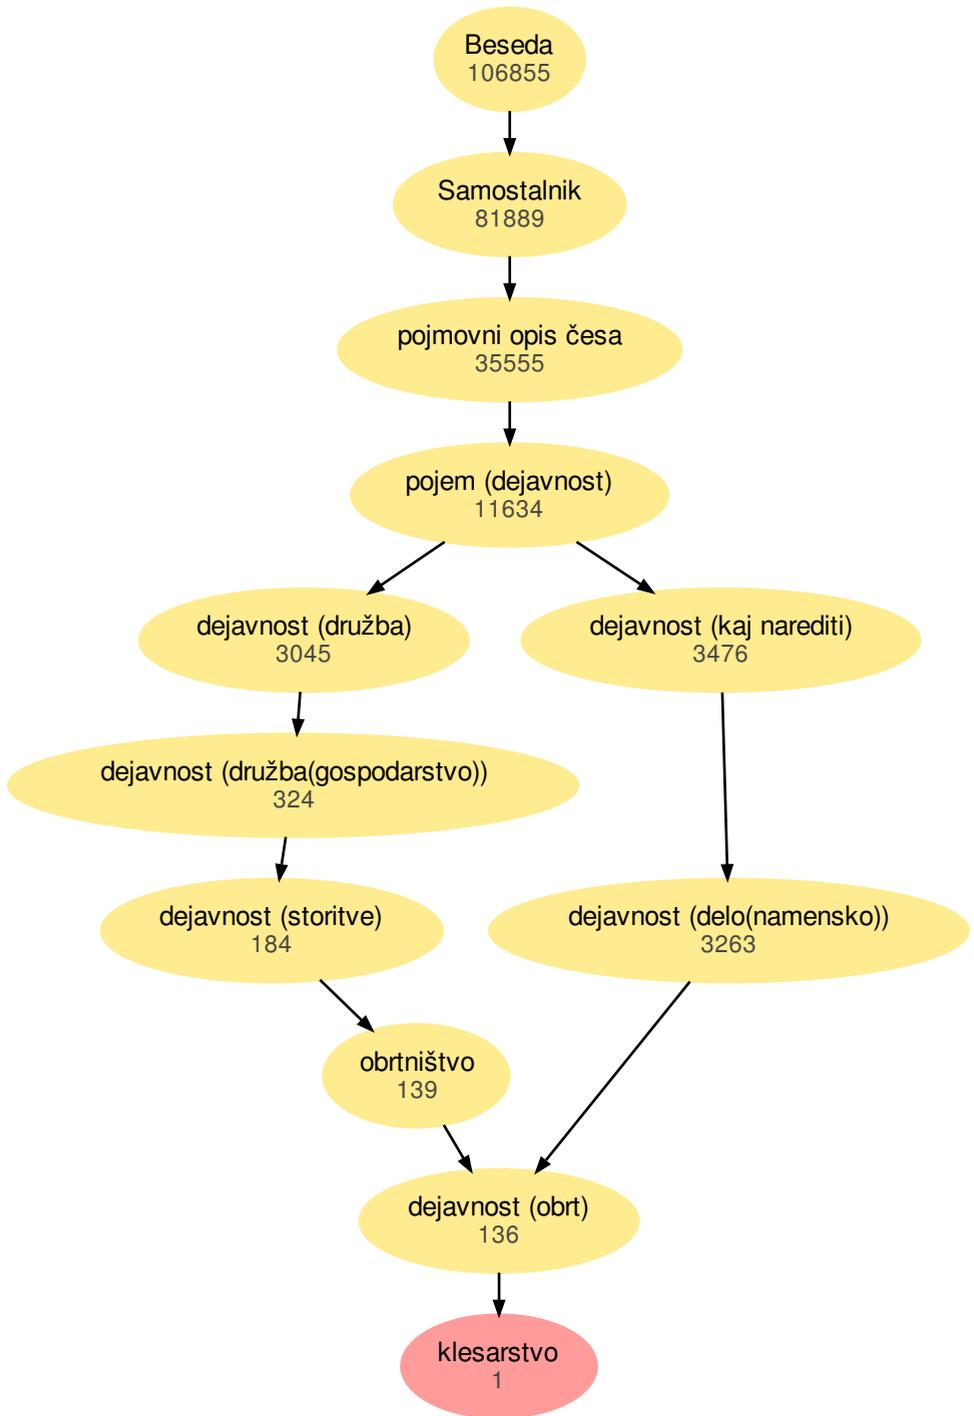 Beseda
106855
Samostalnik
81889
pojmovni opis česa
35555
pojem (dejavnost)
11634
dejavnost (družba)
3045
dejavnost (kaj narediti)
3476
dejavnost (družba(gospodarstvo))
324
dejavnost (storitve)
184
dejavnost (delo(namensko))
3263
obrtništvo
139
dejavnost (obrt)
136
klesarstvo
1